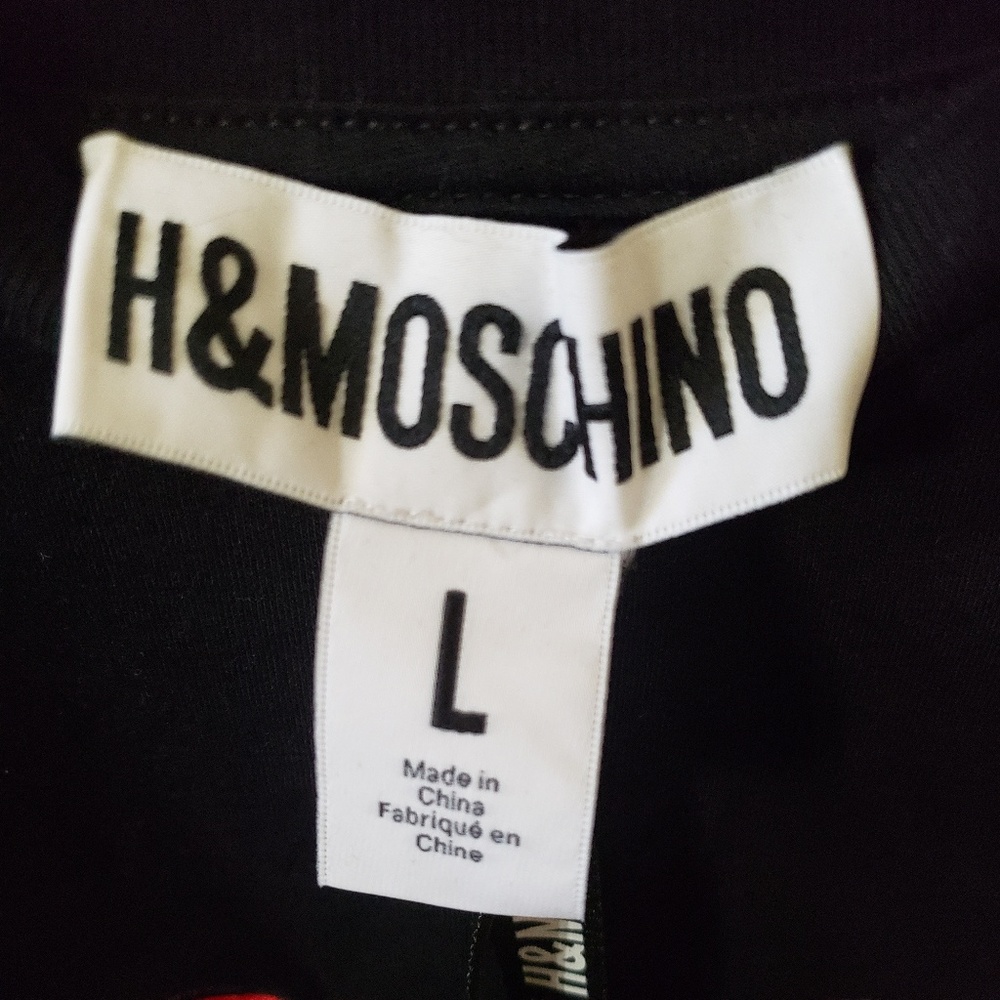 H&MOSCHINO
L
Made in
China
Fabriqué en
Chine
H&M